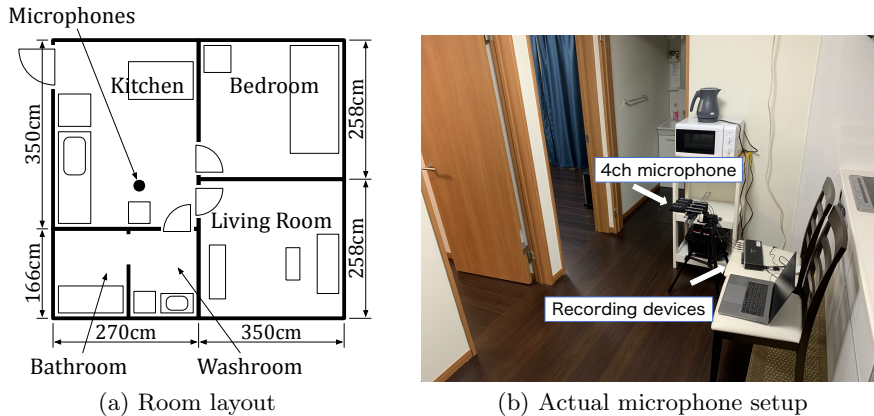 Microphones
Kitchen
Bedroom
350cm
258cm
Living Room
166cm
258cm
270cm
350cm
Bathroom
Washroom
(a) Room layout
4ch microphone
Recording devices
(b) Actual microphone setup